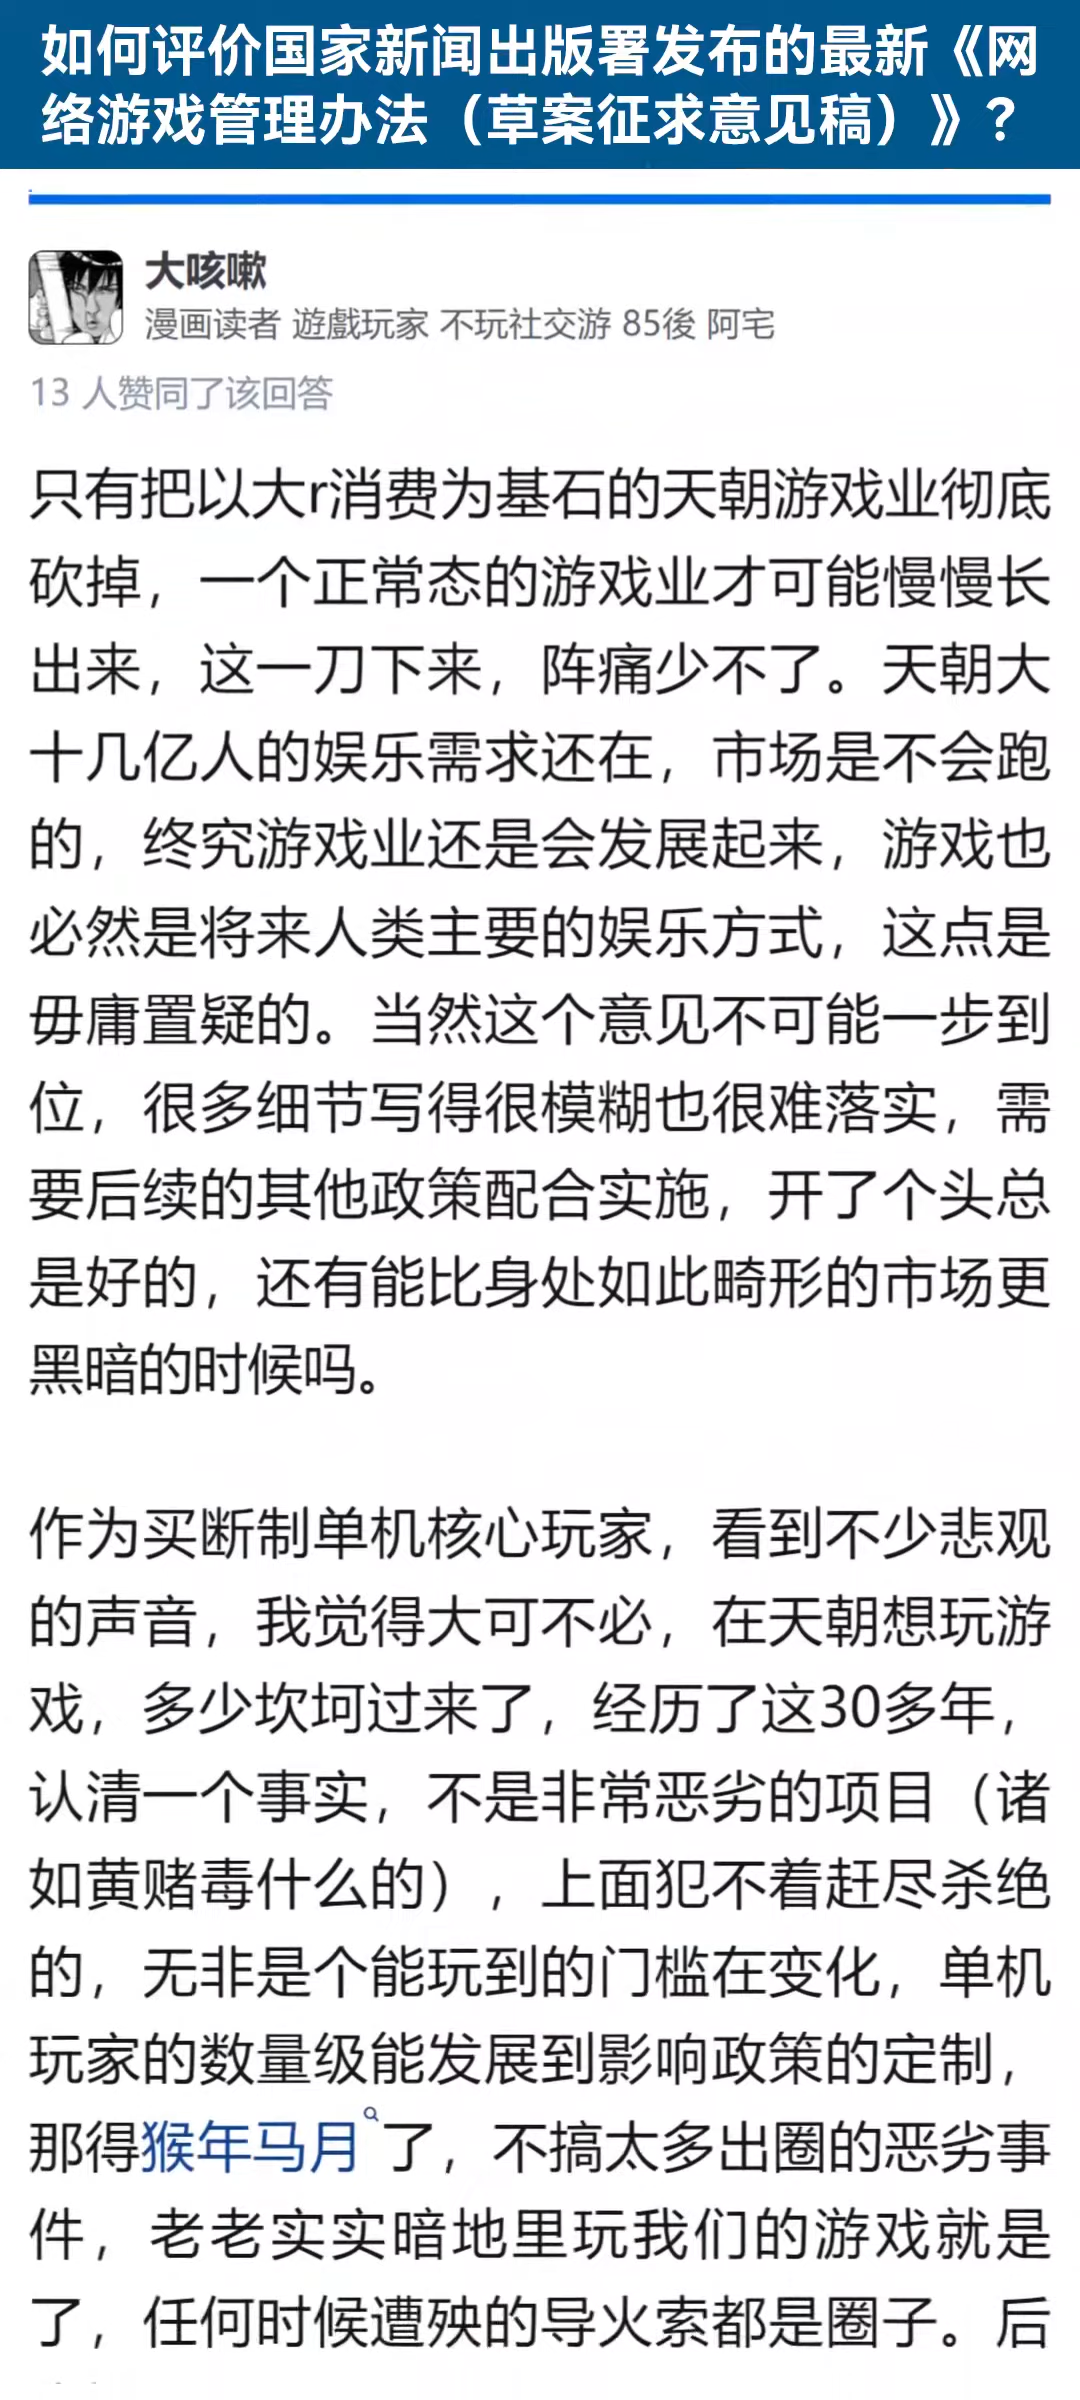 如何评价国家新闻出版署发布的最新《网
络游戏管理办法（草案征求意见稿）》？
大咳嗽
漫画读者 遊戲玩家 不玩社交游 85後 阿宅
13 人赞同了该回答
只有把以大r消费为基石的天朝游戏业彻底
砍掉，一个正常态的游戏业才可能慢慢长
出来，这一刀下来，阵痛少不了。天朝大
十几亿人的娱乐需求还在，市场是不会跑
的，终究游戏业还是会发展起来，游戏也
必然是将来人类主要的娱乐方式，这点是
毋庸置疑的。当然这个意见不可能一步到
位，很多细节写得很模糊也很难落实，需
要后续的其他政策配合实施，开了个头总
是好的，还有能比身处如此畸形的市场更
黑暗的时候吗。
作为买断制单机核心玩家，看到不少悲观
的声音，我觉得大可不必，在天朝想玩游
戏，多少坎坷过来了，经历了这30多年，
认清一个事实，不是非常恶劣的项目（诸
如黄赌毒什么的），上面犯不着赶尽杀绝
的，无非是个能玩到的门槛在变化，单机
玩家的数量级能发展到影响政策的定制，
那得猴年马月了，不搞太多出圈的恶劣事
件，老老实实暗地里玩我们的游戏就是
了，任何时候遭殃的导火索都是圈子。后